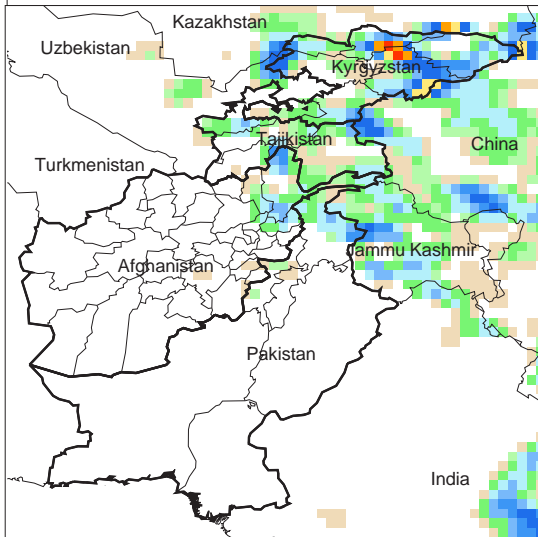 Kazakhstan
Uzbekistan
Kyrgyzstan
Tajikistan
China
Turkmenistan
Jammu Kashmir
Afghanistan
Pakistan
India